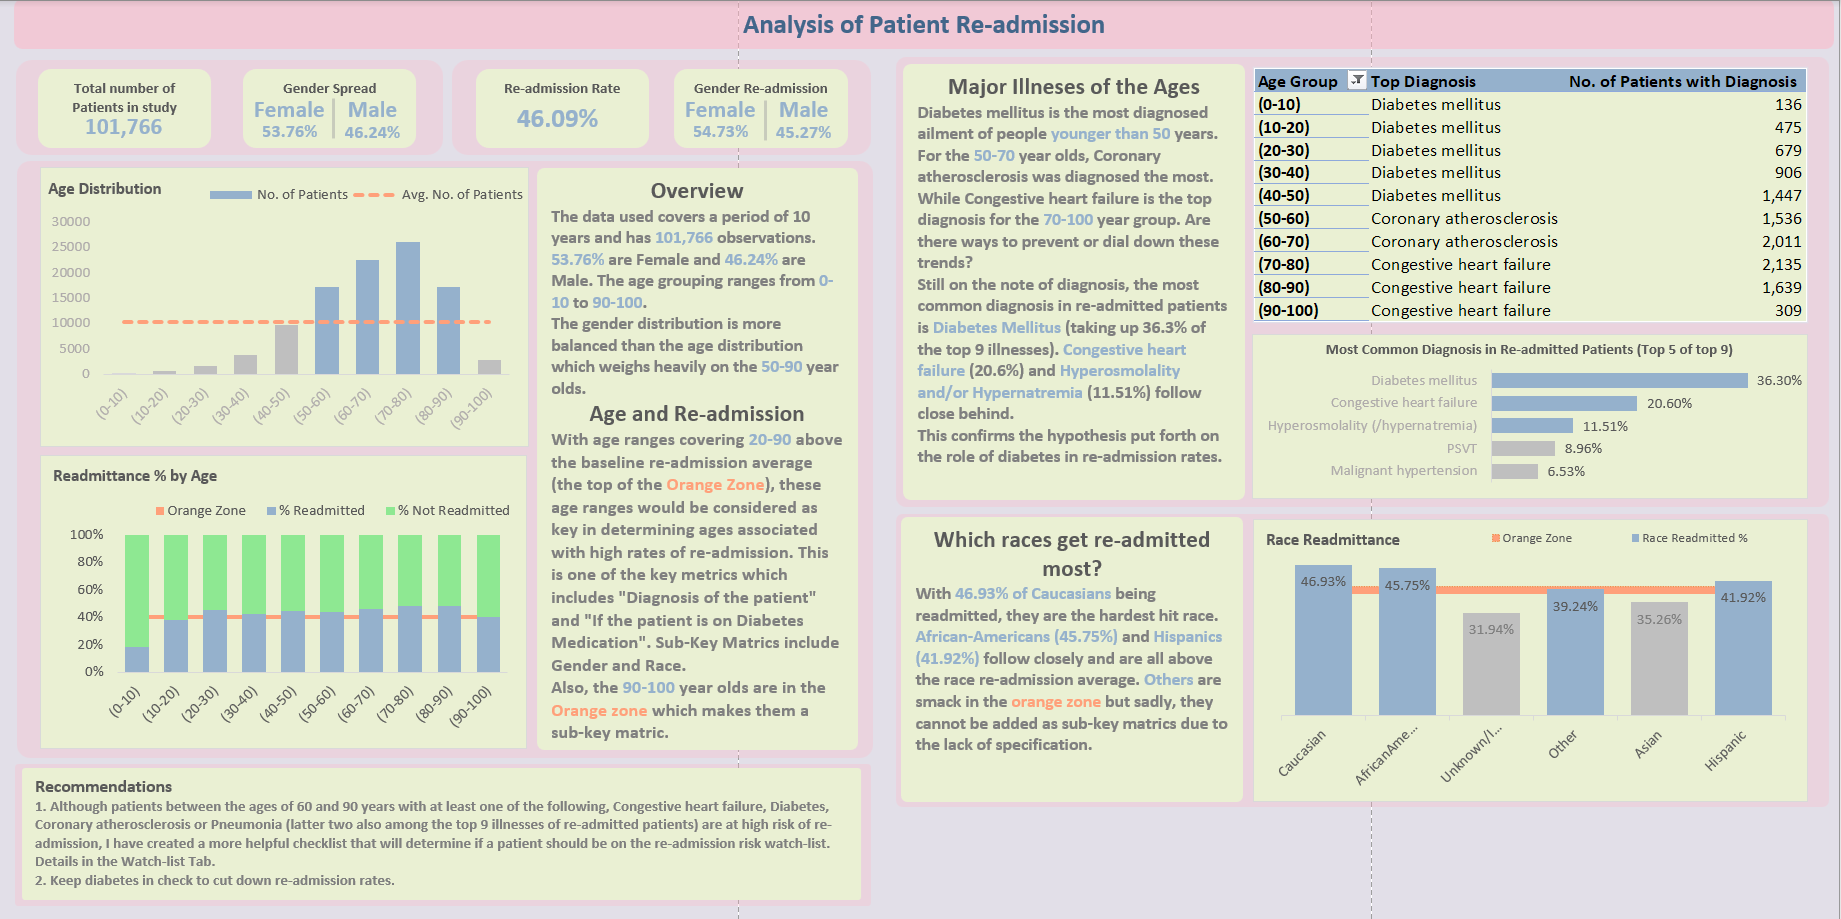 Analysis of Patient Re-admission
Total number of
Patients in study
101,766
Gender Spread
Female Male
53.76% 46.24%
Re-admission Rate
46.09%
Gender Re-admission
Female Male
54.73% 45.27%
Age Distribution
No. of Patients Avg. No. of Patients
30000
25000
20000
15000
10000
5000
0
(0-10) (10-20) (20-30) (30-40) (40-50) (50-60) (60-70) (70-80) (80-90) (90-100)
Readmittance % by Age
Orange Zone % Readmitted % Not Readmitted
100%
80%
60%
40%
20%
0%
(0-10) (10-20) (20-30) (30-40) (40-50) (50-60) (60-70) (70-80) (80-90) (90-100)
Overview
The data used covers a period of 10
years and has 101,766 observations.
53.76% are Female and 46.24% are
Male. The age grouping ranges from 0-
10 to 90-100.
The gender distribution is more
balanced than the age distribution
which weighs heavily on the 50-90 year
olds.
Age and Re-admission
With age ranges covering 20-90 above
the baseline re-admission average
(the top of the Orange Zone), these
age ranges would be considered as
key in determining ages associated
with high rates of re-admission. This
is one of the key metrics which
includes "Diagnosis of the patient"
and "If the patient is on Diabetes
Medication". Sub-Key Matrics include
Gender and Race.
Also, the 90-100 year olds are in the
Orange zone which makes them a
sub-key matric.
Recommendations
1. Although patients between the ages of 60 and 90 years with at least one of the following, Congestive heart failure, Diabetes,
Coronary atherosclerosis or Pneumonia (latter two also among the top 9 illnesses of re-admitted patients) are at high risk of re-
admission, I have created a more helpful checklist that will determine if a patient should be on the re-admission risk watch-list.
Details in the Watch-list Tab.
2. Keep diabetes in check to cut down re-admission rates.
Major Illneses of the Ages
Diabetes mellitus is the most diagnosed
ailment of people younger than 50 years.
For the 50-70 year olds, Coronary
atherosclerosis was diagnosed the most.
While Congestive heart failure is the top
diagnosis for the 70-100 year group. Are
there ways to prevent or dial down these
trends?
Still on the note of diagnosis, the most
common diagnosis in re-admitted patients
is Diabetes Mellitus (taking up 36.3% of
the top 9 illnesses). Congestive heart
failure (20.6%) and Hyperosmolality
and/or Hypernatremia (11.51%) follow
close behind.
This confirms the hypothesis put forth on
the role of diabetes in re-admission rates.
Age Group Top Diagnosis No. of Patients with Diagnosis
(0-10) Diabetes mellitus 136
(10-20) Diabetes mellitus 475
(20-30) Diabetes mellitus 679
(30-40) Diabetes mellitus 906
(40-50) Diabetes mellitus 1,447
(50-60) Coronary atherosclerosis 1,536
(60-70) Coronary atherosclerosis 2,011
(70-80) Congestive heart failure 2,135
(80-90) Congestive heart failure 1,639
(90-100) Congestive heart failure 309
Most Common Diagnosis in Re-admitted Patients (Top 5 of top 9)
Diabetes mellitus 36.30%
Congestive heart failure 20.60%
Hyperosmolality (/hypernatremia) 11.51%
PSVT 8.96%
Malignant hypertension 6.53%
Which races get re-admitted
most?
With 46.93% of Caucasians being
readmitted, they are the hardest hit race.
African-Americans (45.75%) and Hispanics
(41.92%) follow closely and are all above
the race re-admission average. Others are
smack in the orange zone but sadly, they
cannot be added as sub-key matrics due to
the lack of specification.
Race Readmittance
Orange Zone Race Readmitted %
46.93% 45.75% 31.94% 39.24% 35.26% 41.92%
Caucasian AfricanAme... Unknown/I... Other Asian Hispanic